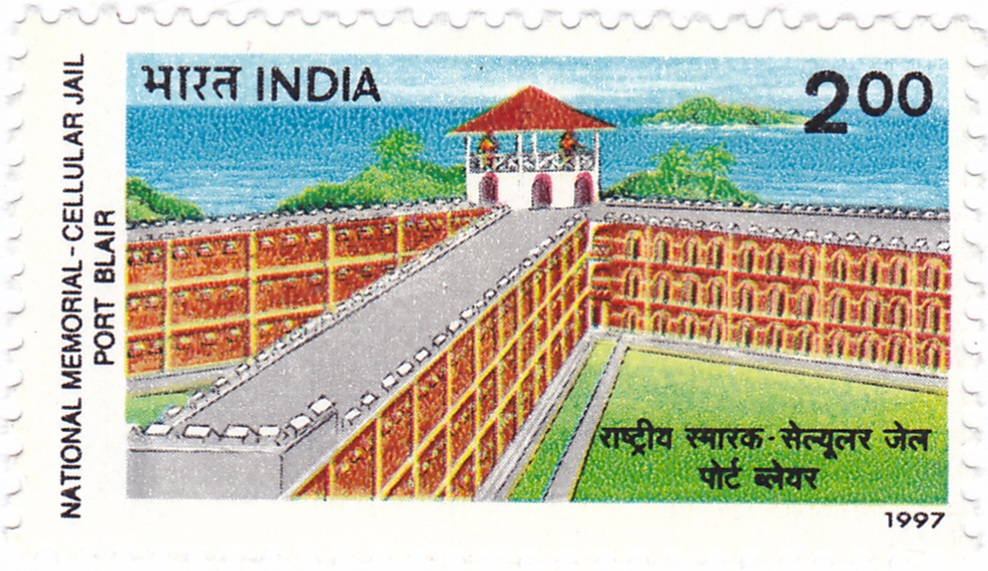 भारत INDIA
2.00
NATIONAL MEMORIAL - CELLULAR JAIL
PORT BLAIR
राष्ट्रीय स्मारक - सेल्यूलर जेल
पोर्ट ब्लेयर
1997